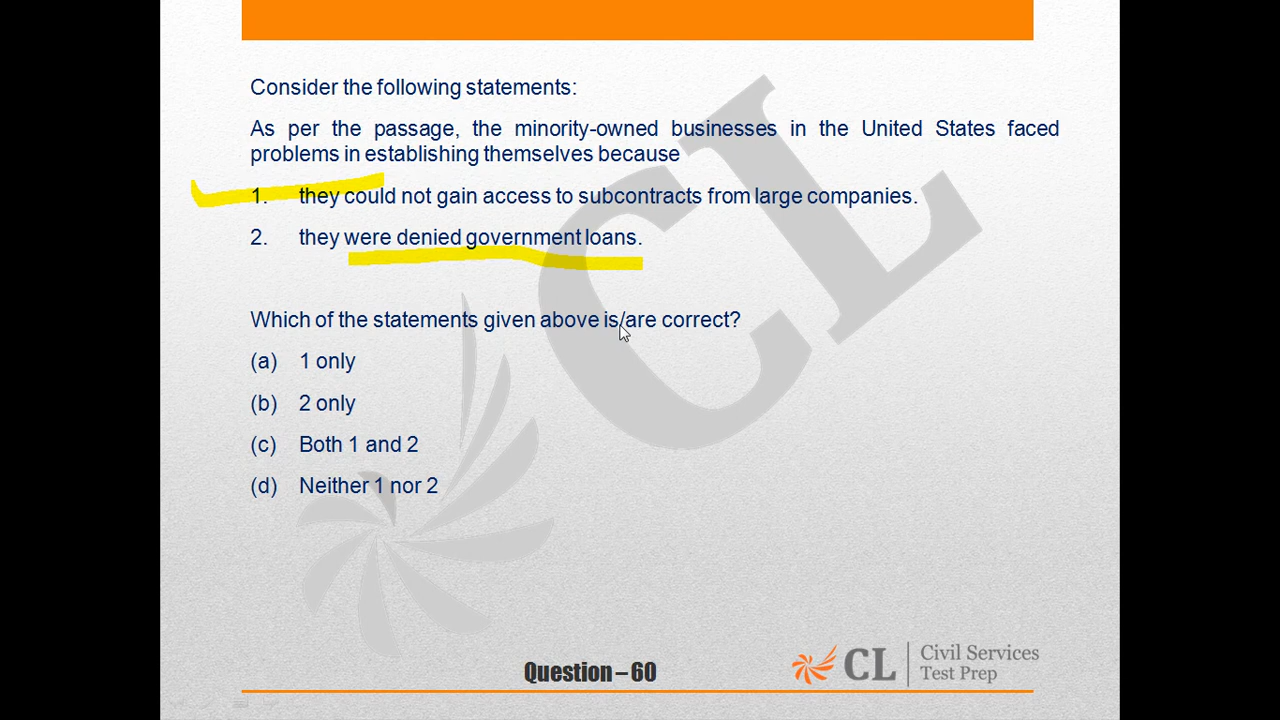 Consider the following statements:
As per the passage, the minority-owned businesses in the United States faced
problems in establishing themselves because
1. they could not gain access to subcontracts from large companies.
2. they were denied government loans.
Which of the statements given above is/are correct?
(a) 1 only
(b) 2 only
(c) Both 1 and 2
(d) Neither 1 nor 2
CL
Question – 60
CL Civil Services
Test Prep